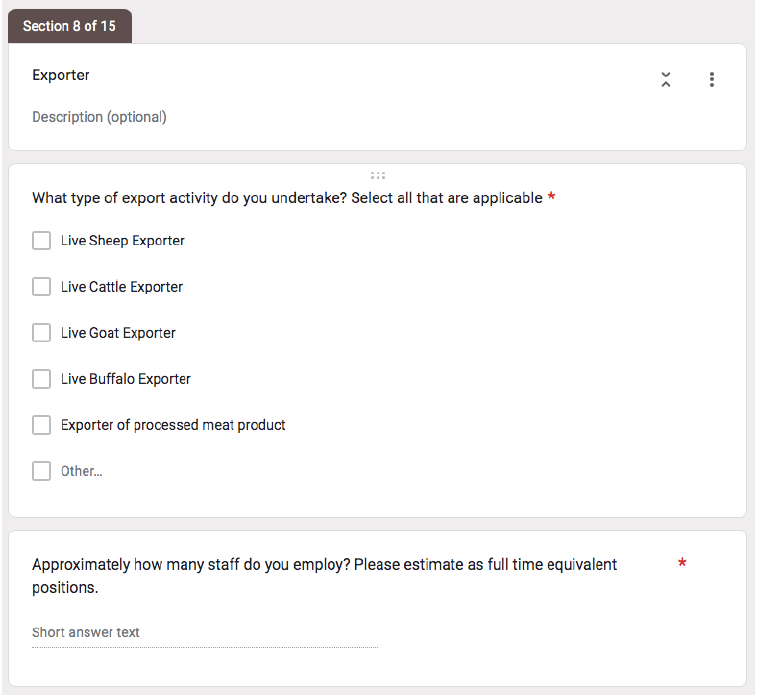 Section 8 of 15
Exporter
Description (optional)
What type of export activity do you undertake? Select all that are applicable *
Live Sheep Exporter
Live Cattle Exporter
Live Goat Exporter
Live Buffalo Exporter
Exporter of processed meat product
Other...
Approximately how many staff do you employ? Please estimate as full time equivalent *
positions.
Short answer text